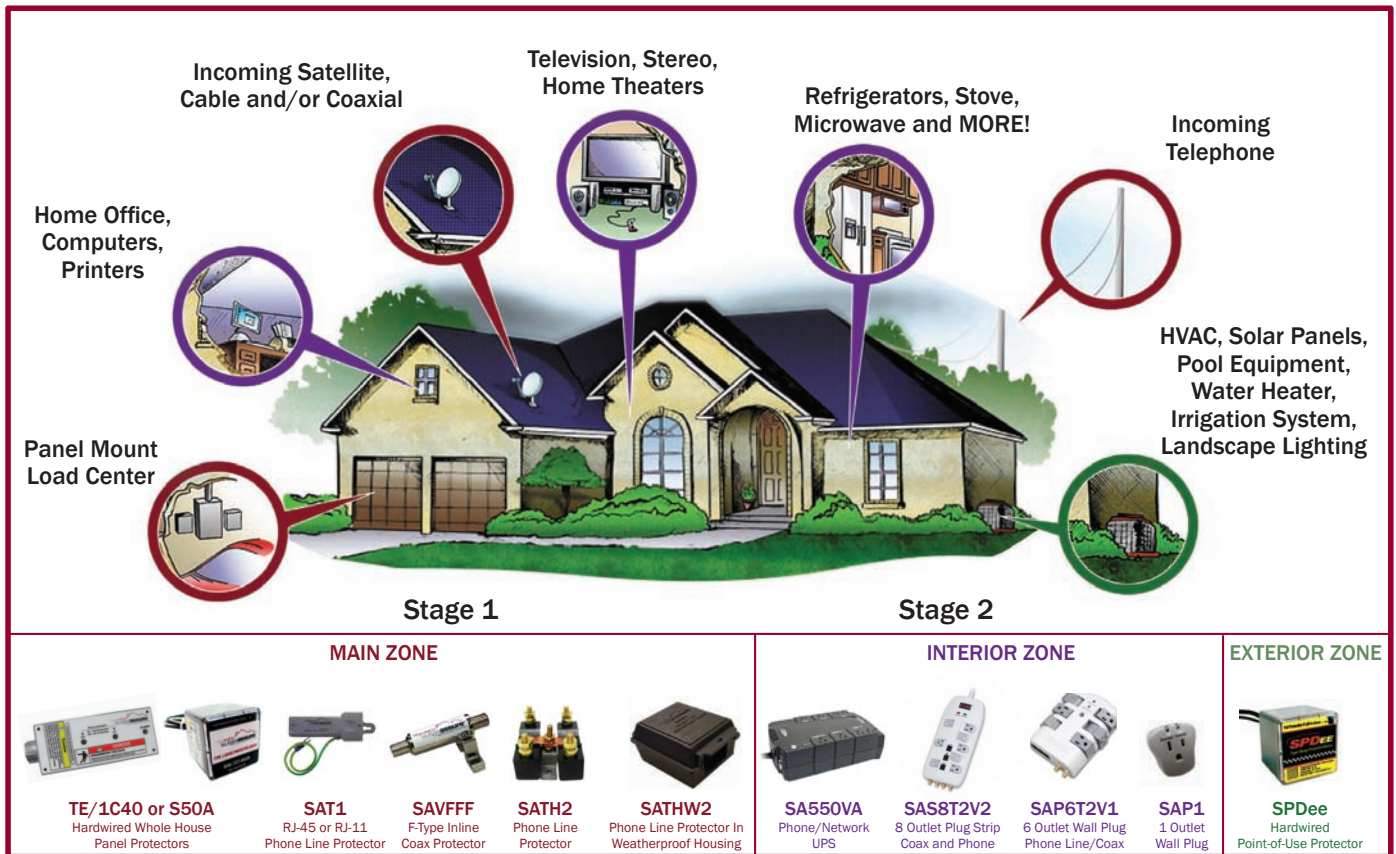 Incoming Satellite,
Cable and/or Coaxial
Television, Stereo,
Home Theaters
Refrigerators, Stove,
Microwave and MORE!
Incoming
Telephone
Home Office,
Computers,
Printers
HVAC, Solar Panels,
Pool Equipment,
Water Heater,
Irrigation System,
Landscape Lighting
Panel Mount
Load Center
Stage 1
Stage 2
MAIN ZONE
INTERIOR ZONE
EXTERIOR ZONE
SPDEE
TE/1C40 or S50A
Hardwired Whole House
Panel Protectors
SAT1
RJ-45 or RJ-11
Phone Line Protector
SAVFFF
F-Type Inline
Coax Protector
SATH2
Phone Line
Protector
SATHW2
Phone Line Protector In
Weatherproof Housing
SA550VA
Phone/Network
UPS
SAS8T2V2
8 Outlet Plug Strip
Coax and Phone
SAP6T2V1
6 Outlet Wall Plug
Phone Line/Coax
SAP1
1 Outlet
Wall Plug
SPDee
Hardwired
Point-of-Use Protector